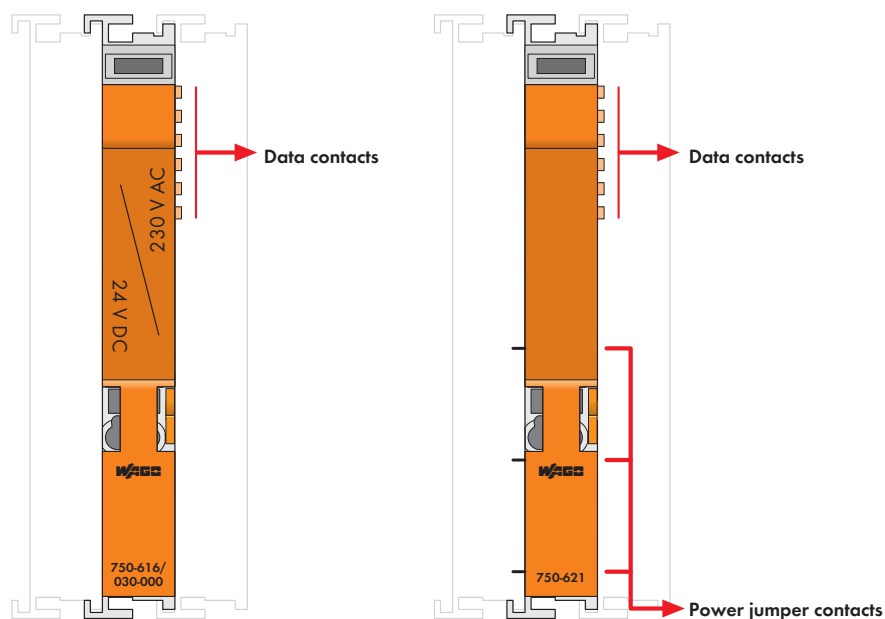 Data contacts
230 V AC
24 V DC
WAGO
750-616/
030-000
Data contacts
WAGO
750-621
Power jumper contacts